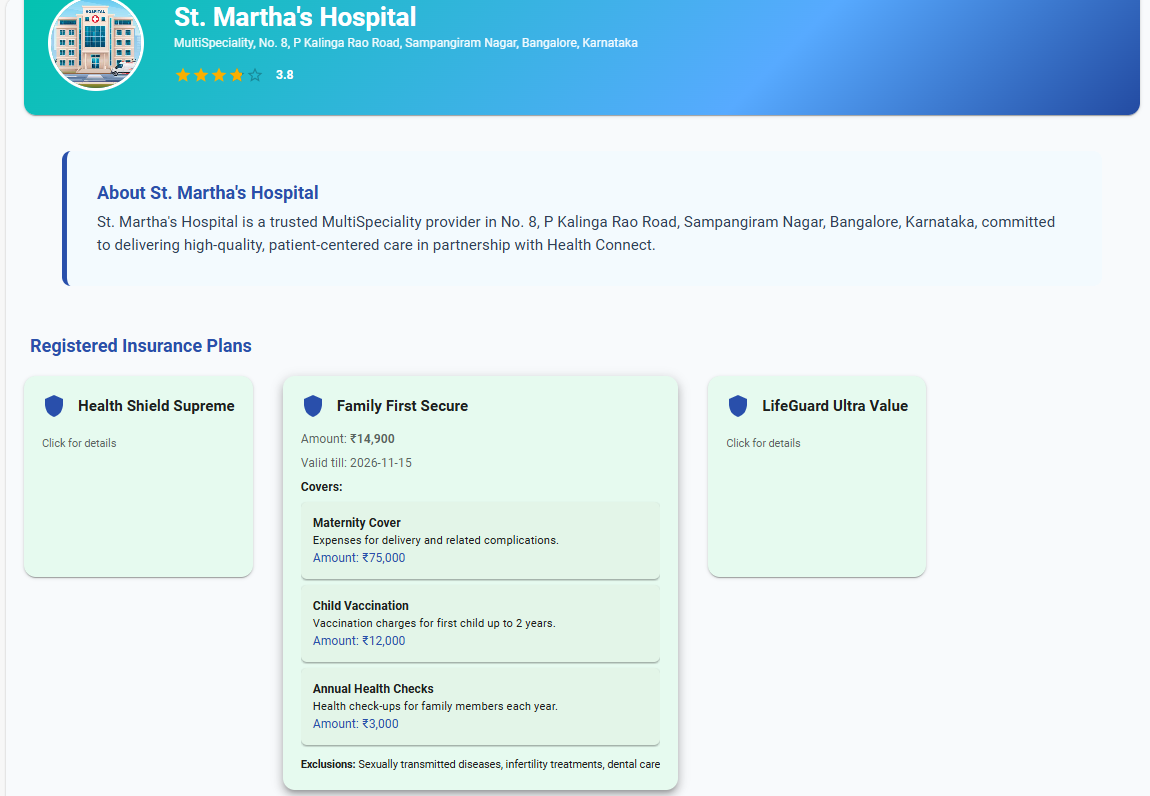 HOSPITAL
St. Martha's Hospital
MultiSpeciality, No. 8, P Kalinga Rao Road, Sampangiram Nagar, Bangalore, Karnataka
3.8
About St. Martha's Hospital
St. Martha's Hospital is a trusted MultiSpeciality provider in No. 8, P Kalinga Rao Road, Sampangiram Nagar, Bangalore, Karnataka, committed
to delivering high-quality, patient-centered care in partnership with Health Connect.
Registered Insurance Plans
Health Shield Supreme
Click for details
Family First Secure
Amount: ₹14,900
Valid till: 2026-11-15
Covers:
Maternity Cover
Expenses for delivery and related complications.
Amount: ₹75,000
Child Vaccination
Vaccination charges for first child up to 2 years.
Amount: ₹12,000
Annual Health Checks
Health check-ups for family members each year.
Amount: ₹3,000
Exclusions: Sexually transmitted diseases, infertility treatments, dental care
LifeGuard Ultra Value
Click for details